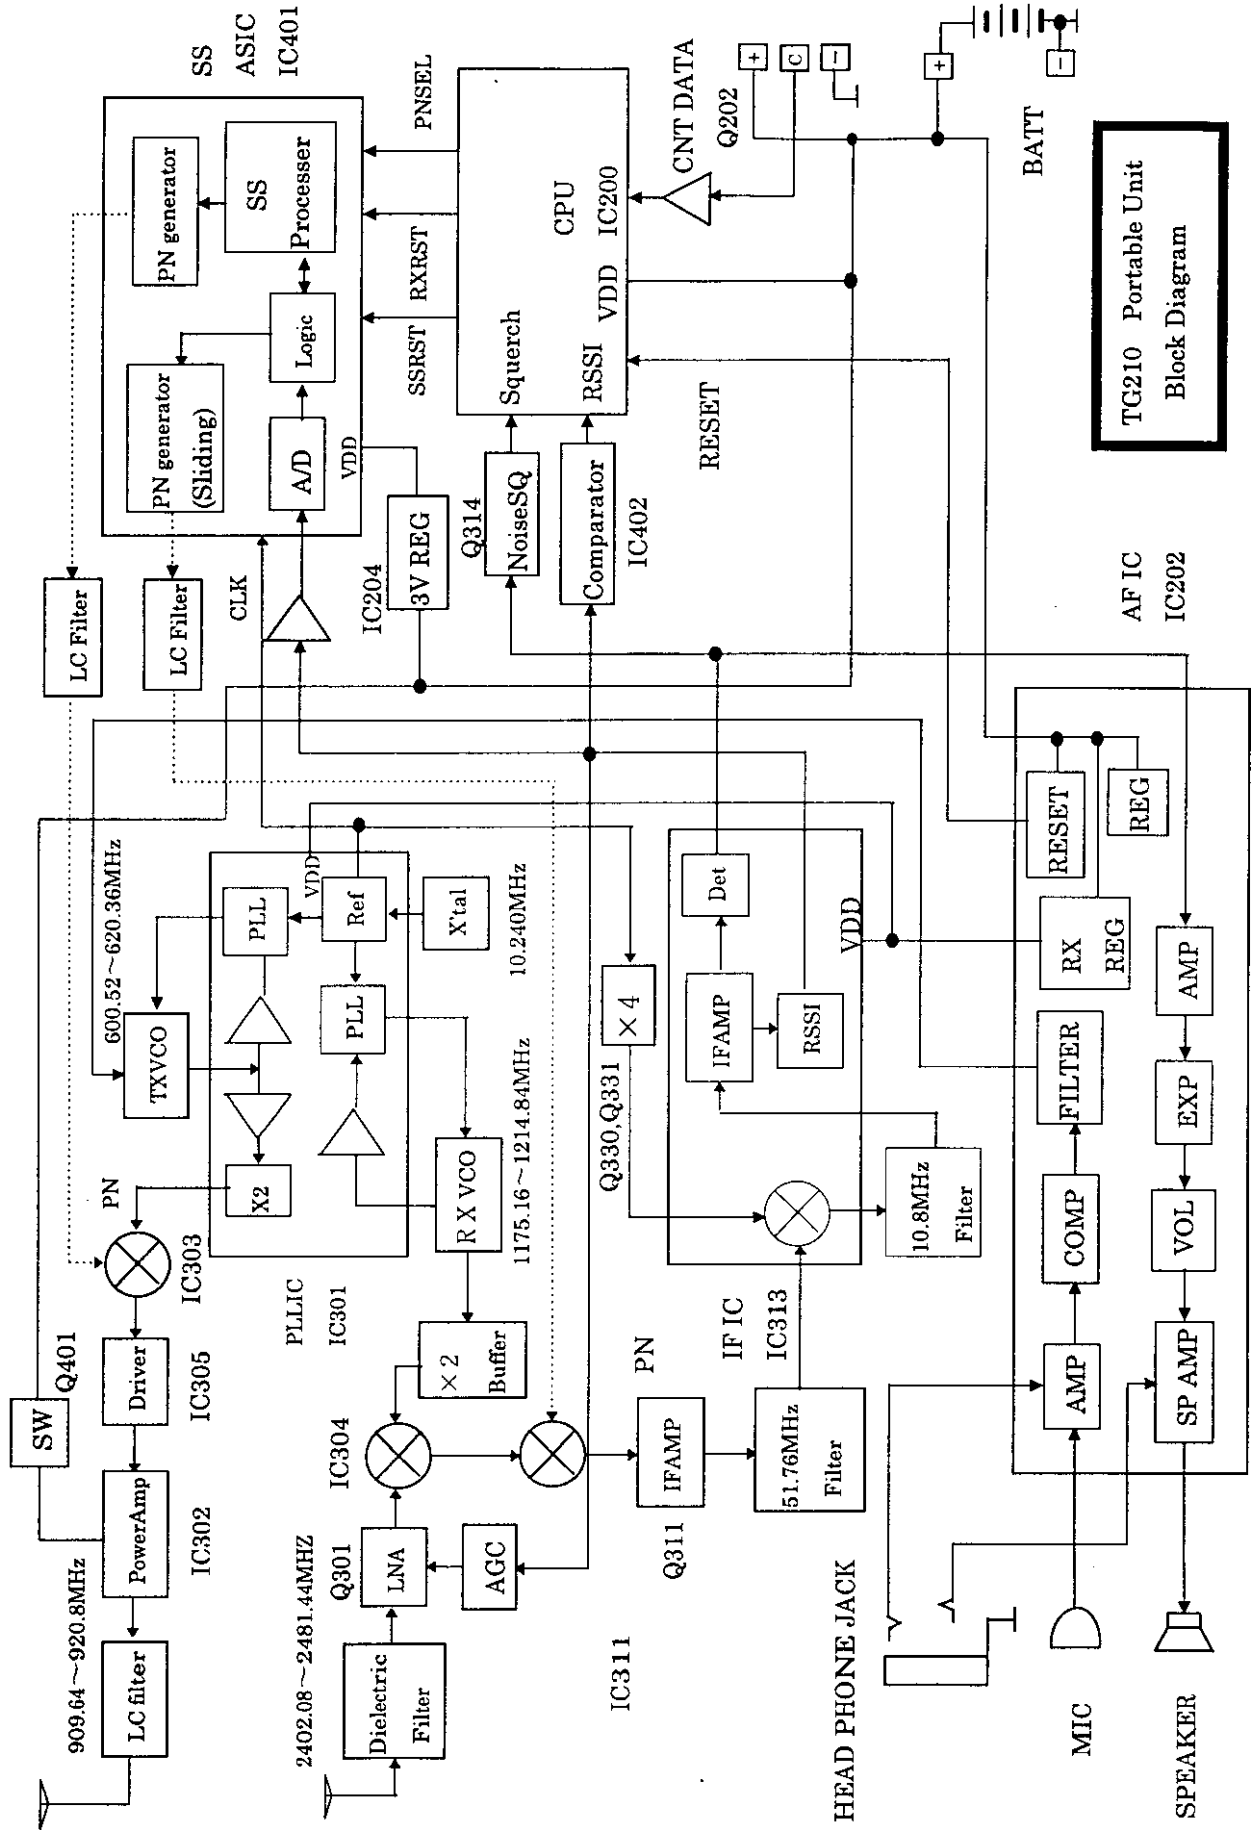 909.64～920.8MHz
LC filter
PowerAmp
IC302
SW
Q401
Driver
IC305
IC303
PN
600.52～620.36MHz
TXVCO
X2
PLL
VDD
Ref
PLL
X'tal
10.240MHz
R X VCO
1175.16～1214.84MHz
PLLIC
IC301
LC Filter
LC Filter
CLK
SS
ASIC
IC401
PN generator
SS
Processer
PN generator
(Sliding)
Logic
A/D
VDD
3V REG
IC204
PNSEL
RXRST
SSRST
CPU
IC200
Squerch
RSSI
VDD
NoiseSQ
Q314
Comparator
IC402
RESET
CNT DATA
Q202
+
C
－
+
－
BATT
2402.08～2481.44MHZ
Dielectric
Filter
Q301
LNA
AGC
IC304
×2
Buffer
IC311
IFAMP
Q311
PN
51.76MHz
Filter
IF IC
IC313
×4
Q330,Q331
IFAMP
Det
RSSI
VDD
10.8MHz
Filter
HEAD PHONE JACK
MIC
SPEAKER
AF IC
IC202
AMP
COMP
FILTER
RX
REG
RESET
REG
SP AMP
VOL
EXP
AMP
TG210 Portable Unit
Block Diagram